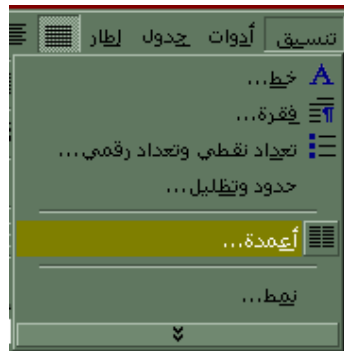 تنسيق أدوات جدول إطار
خط...
فقرة...
تعداد نقطي وتعداد رقمي...
حدود وتظليل...
أعمدة...
نمط...